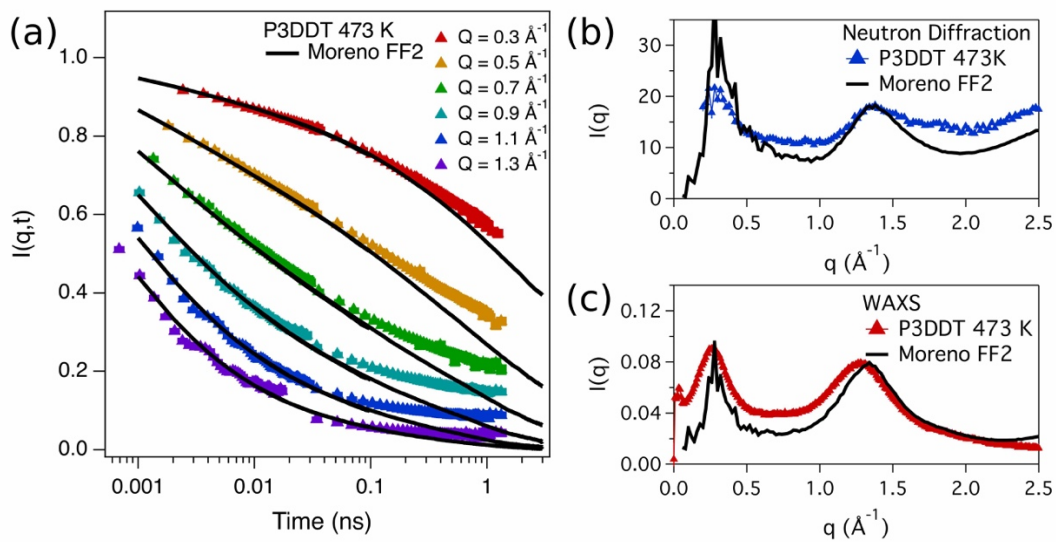 (a)
P3DDT 473 K
Moreno FF2
Q = 0.3 Å⁻¹
Q = 0.5 Å⁻¹
Q = 0.7 Å⁻¹
Q = 0.9 Å⁻¹
Q = 1.1 Å⁻¹
Q = 1.3 Å⁻¹
1.0
0.8
0.6
0.4
0.2
0.0
I(q,t)
0.001
0.01
0.1
1
Time (ns)
(b)
Neutron Diffraction
P3DDT 473K
Moreno FF2
30
20
10
0
I(q)
0.0
0.5
1.0
1.5
2.0
2.5
q (Å⁻¹)
(c)
WAXS
P3DDT 473 K
Moreno FF2
0.12
0.08
0.04
0.00
I(q)
0.0
0.5
1.0
1.5
2.0
2.5
q (Å⁻¹)